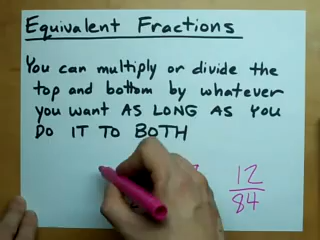 Equivalent Fractions
You can multiply or divide the
top and bottom by whatever
you want AS LONG AS YOU
DO IT TO BOTH
12
84